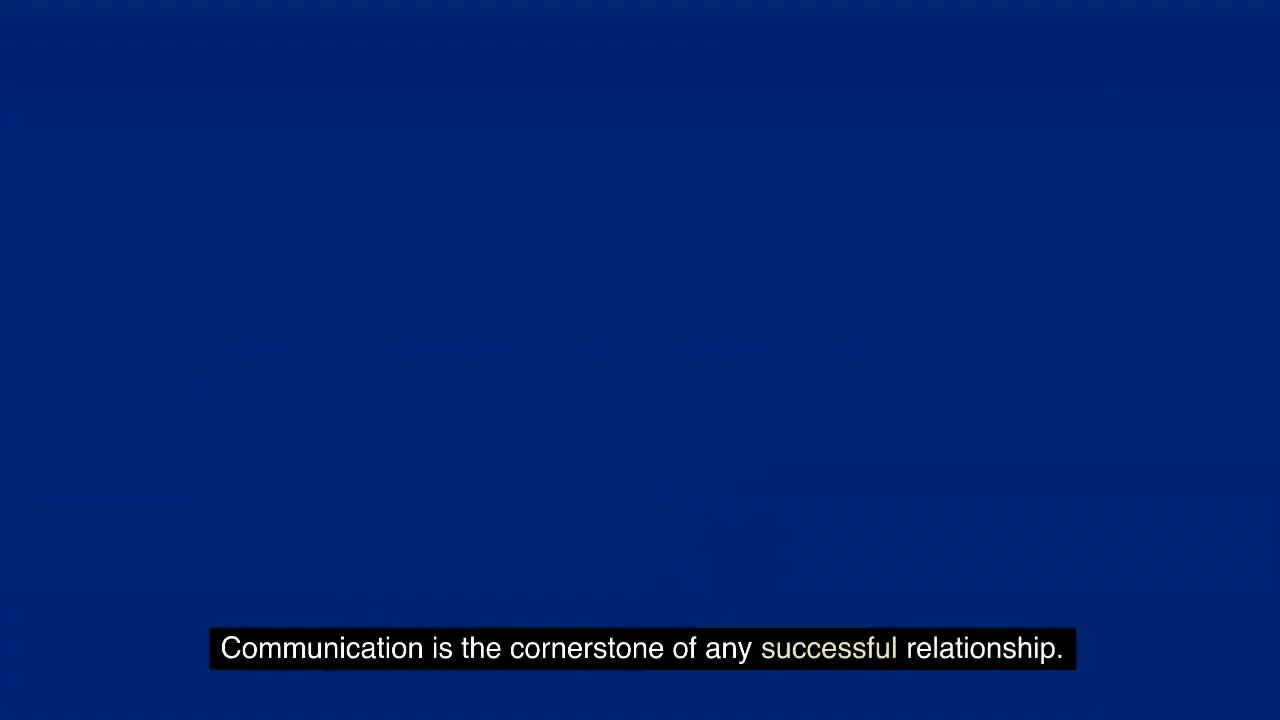 Communication is the cornerstone of any successful relationship.